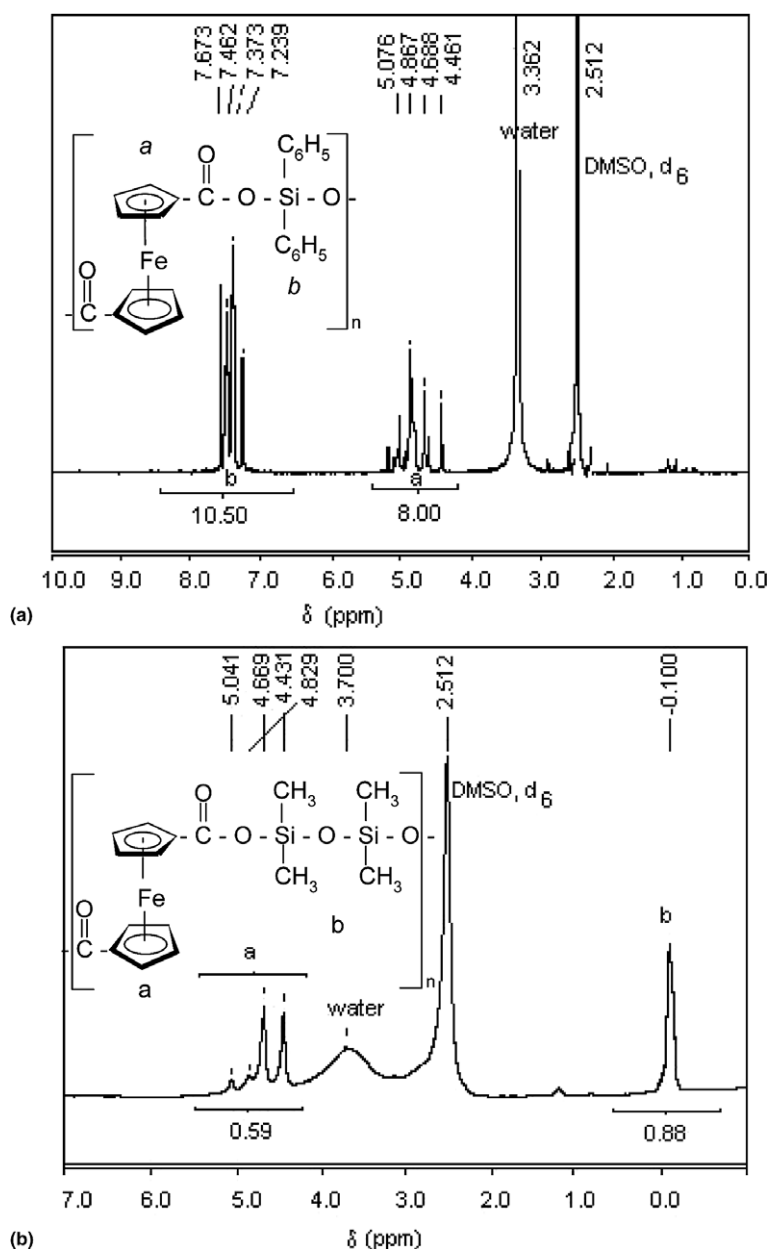 7.673
7.462
7.373
7.239
5.076
4.867
4.688
4.461
3.362
2.512
water
DMSO, d6
a
O
C6H5
C - O - Si - O -
Fe
C6H5
O
b
- C
n
b
a
10.50
8.00
10.0 9.0 8.0 7.0 6.0 5.0 4.0 3.0 2.0 1.0 0.0
(a)
δ (ppm)
5.041
4.669
4.431
4.829
3.700
2.512
-0.100
DMSO, d6
O
CH3 CH3
C - O - Si - O - Si - O -
Fe
CH3 CH3
O
b
b
C
a
a
n
water
0.59
0.88
7.0 6.0 5.0 4.0 3.0 2.0 1.0 0.0
(b)
δ (ppm)